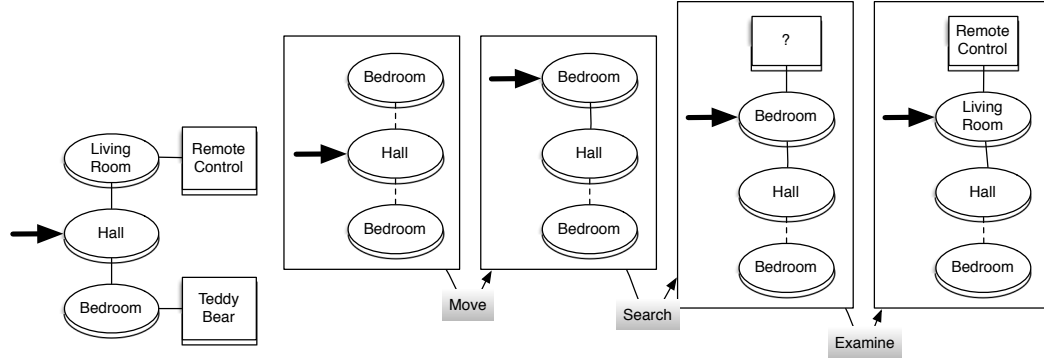 Living
Room
Remote
Control
Hall
Bedroom
Teddy
Bear
Bedroom
Hall
Bedroom
Move
Bedroom
Hall
Bedroom
Search
?
Bedroom
Hall
Bedroom
Examine
Remote
Control
Living
Room
Hall
Bedroom